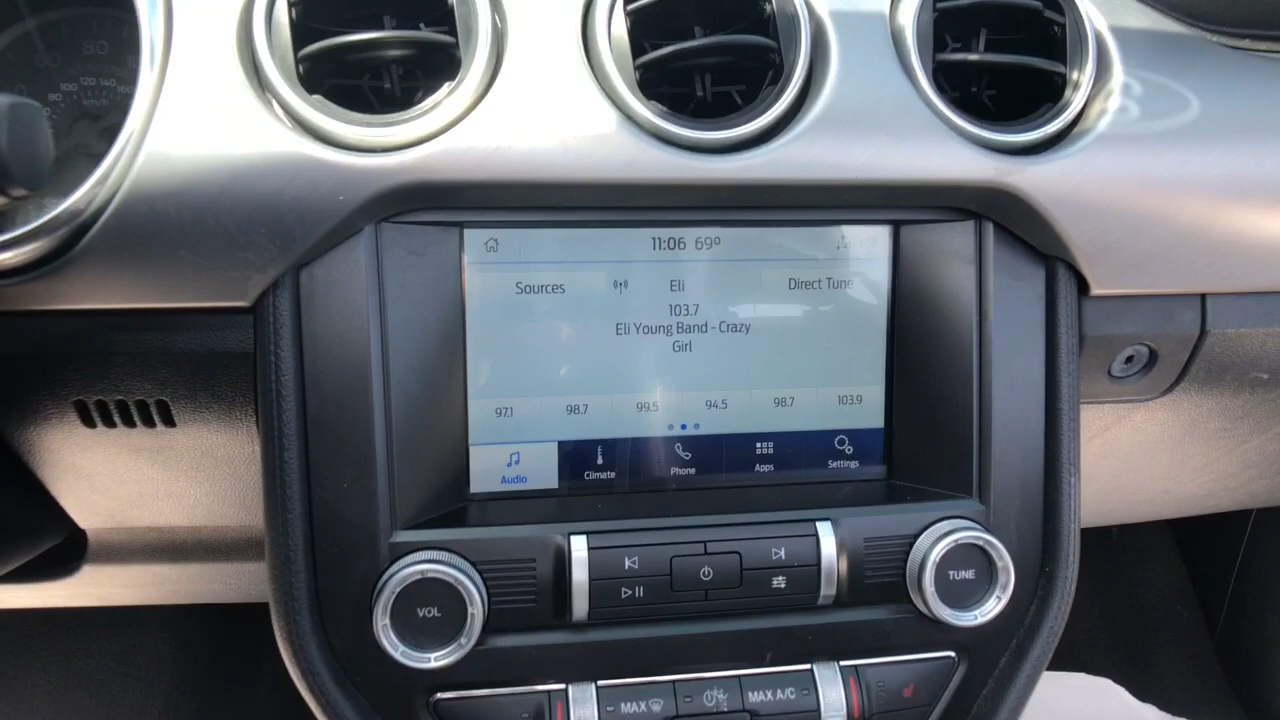 80
80 100 120 140 160
km/h
11:06 69°
Sources
Eli
Direct Tune
103.7
Eli Young Band - Crazy
Girl
97.1 98.7 99.5 94.5 98.7 103.9
Audio Climate Phone Apps Settings
VOL
TUNE
MAX
MAX A/C